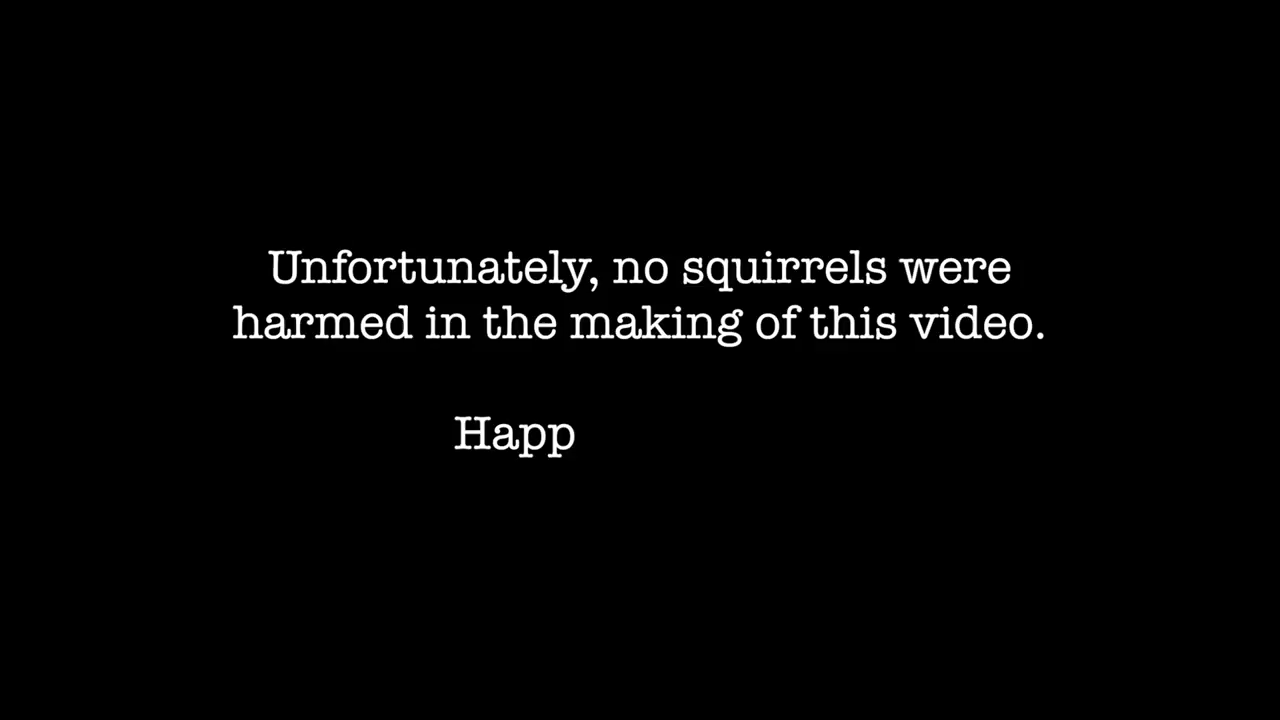 Unfortunately, no squirrels were
harmed in the making of this video.
Happ